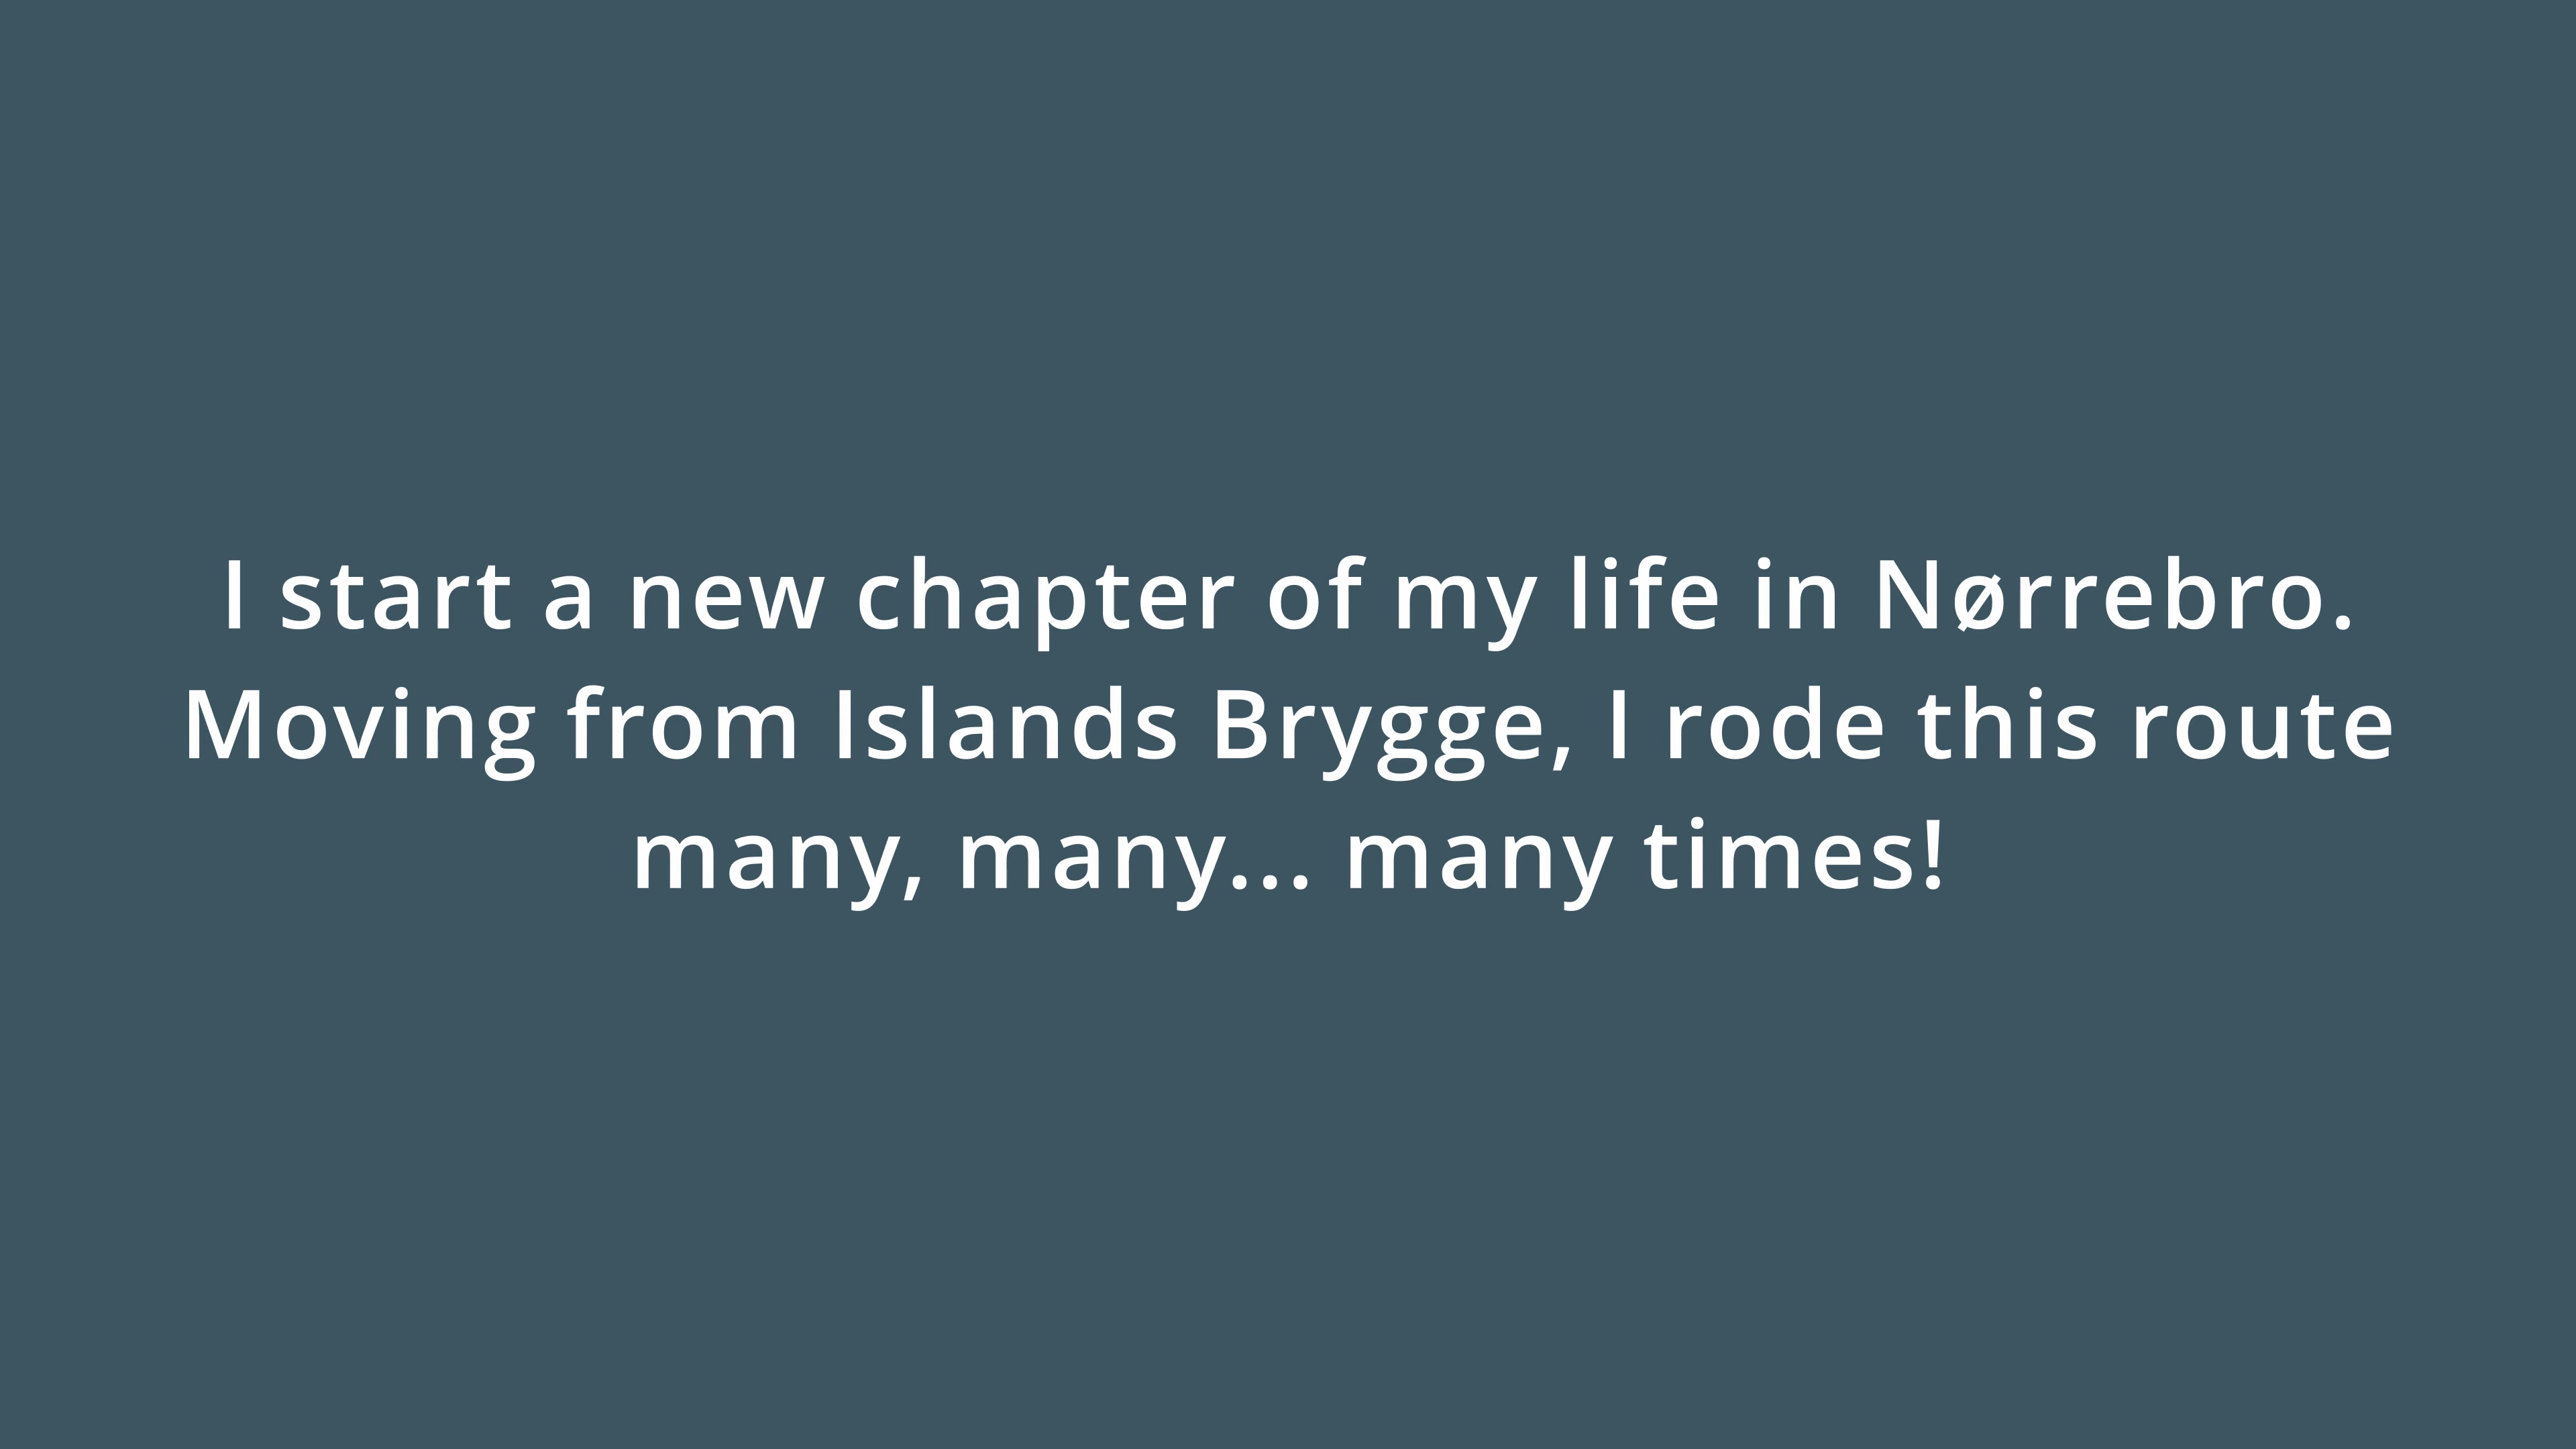 I start a new chapter of my life in Nørrebro.
Moving from Islands Brygge, I rode this route
many, many... many times!